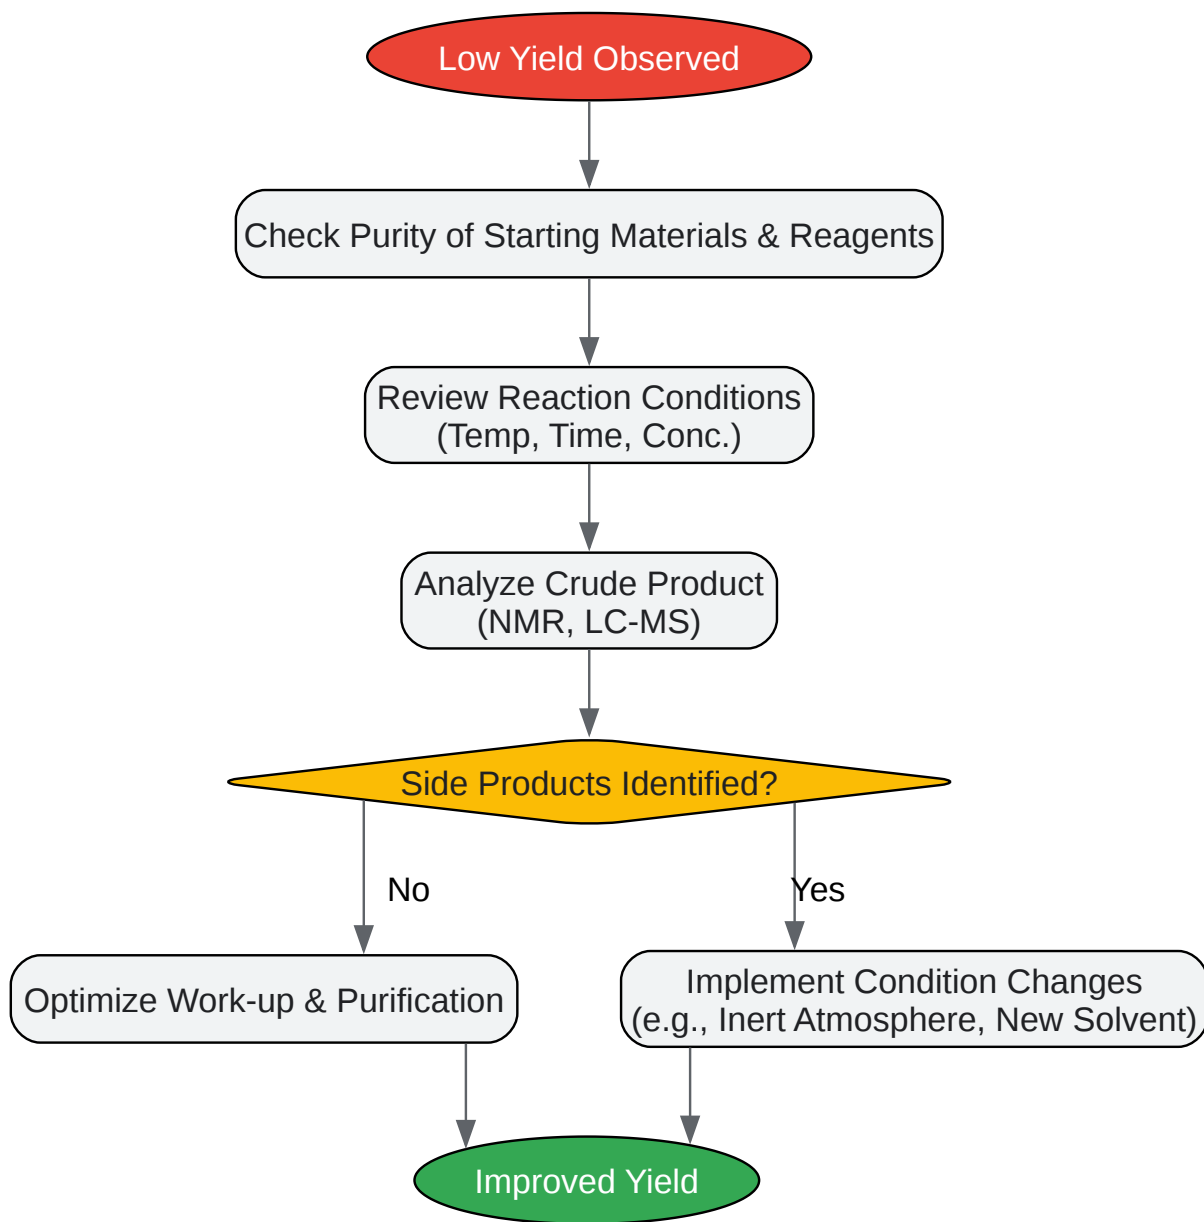 Low Yield Observed
Check Purity of Starting Materials & Reagents
Review Reaction Conditions
(Temp, Time, Conc.)
Analyze Crude Product
(NMR, LC-MS)
Side Products Identified?
No
Yes
Optimize Work-up & Purification
Implement Condition Changes
(e.g., Inert Atmosphere, New Solvent)
Improved Yield